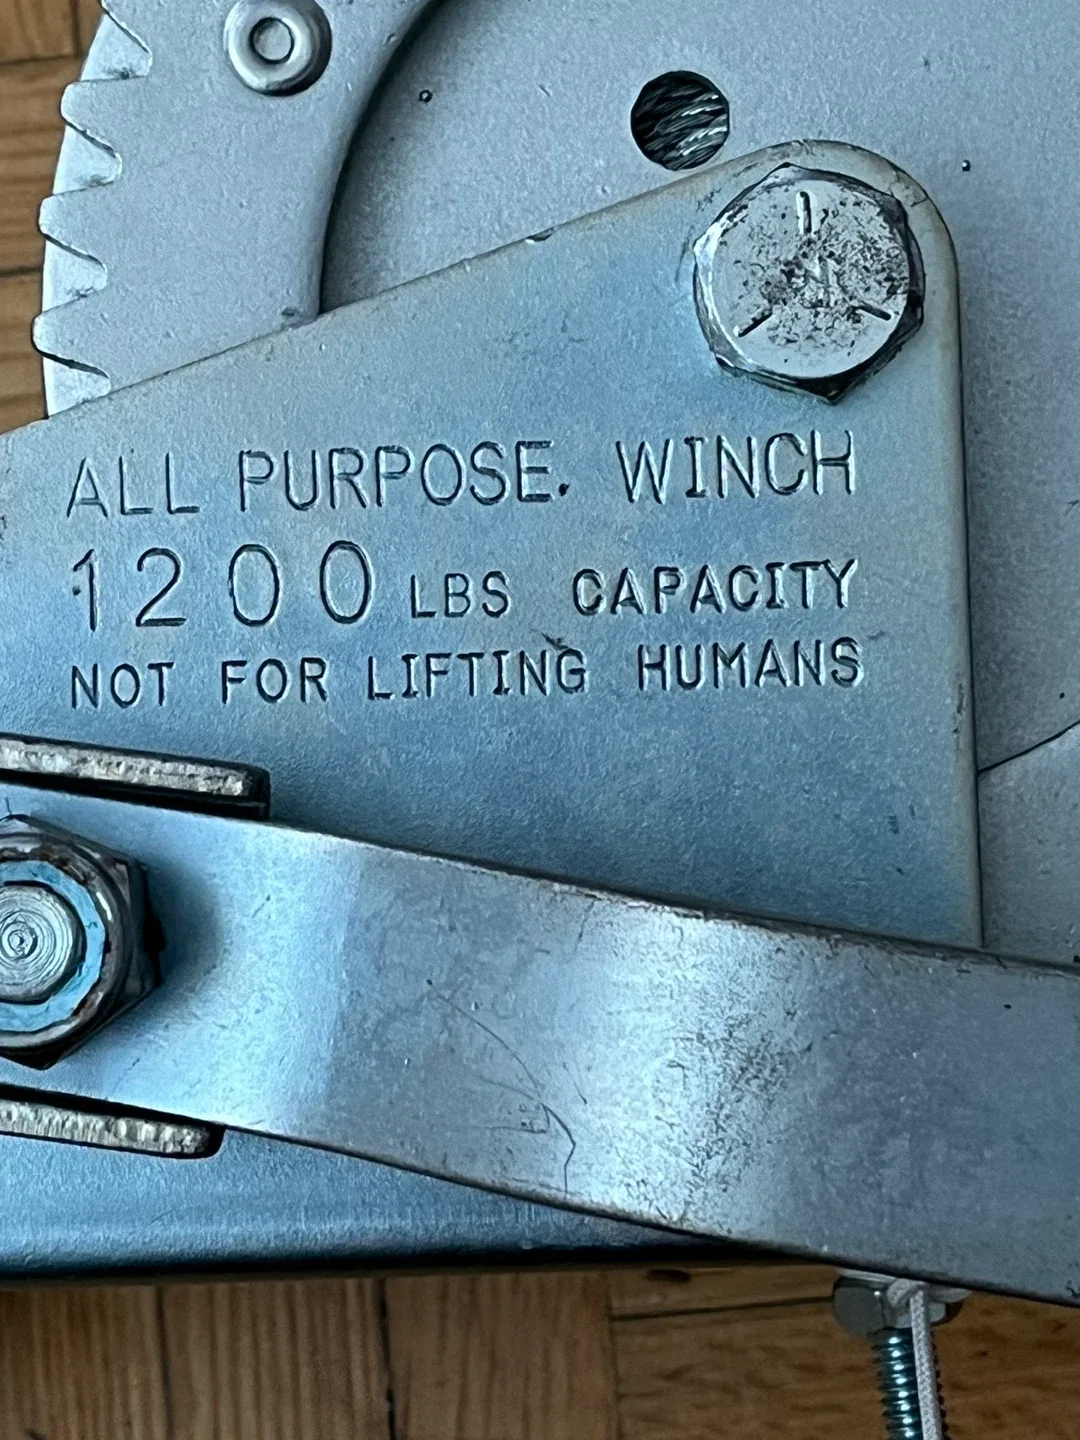 ALL PURPOSE. WINCH
1200 LBS CAPACITY
NOT FOR LIFTING HUMANS